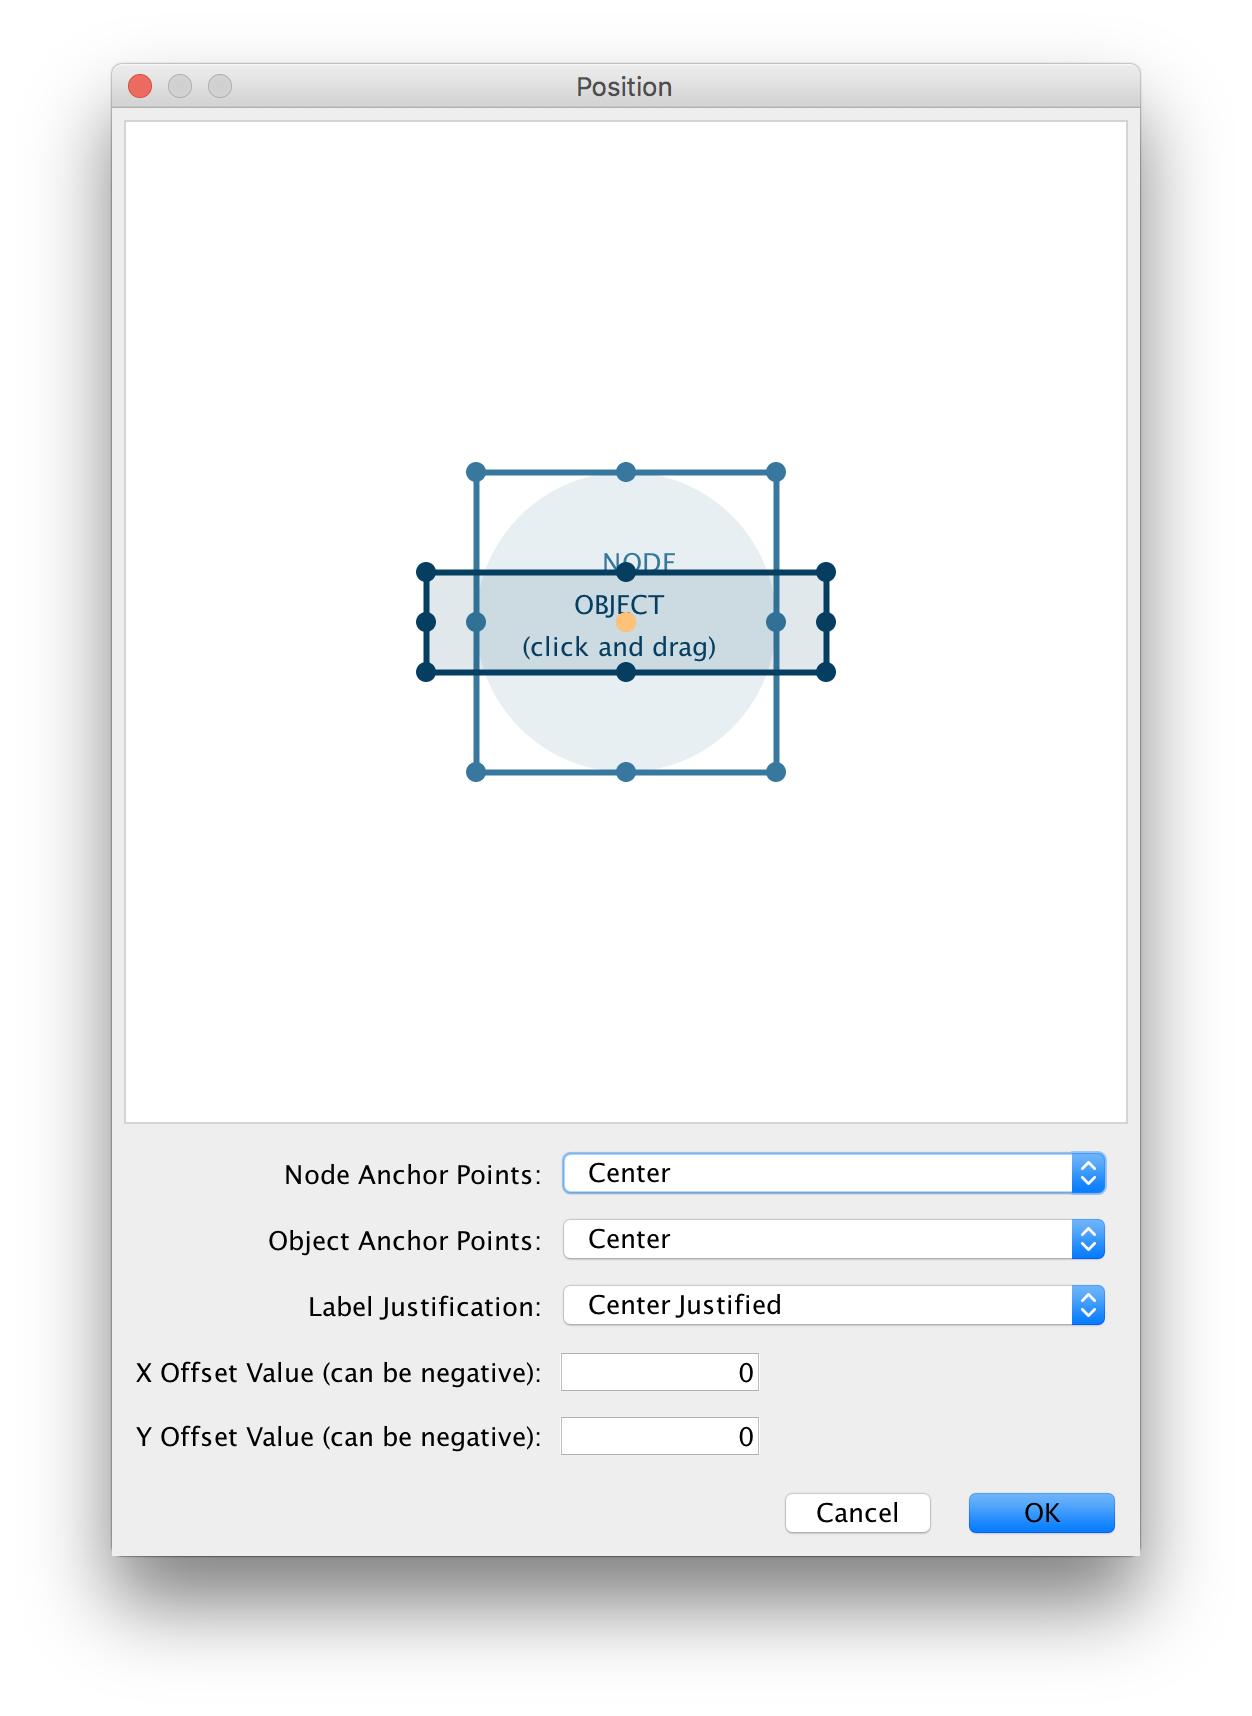 Position
NODE
OBJECT
(click and drag)
Node Anchor Points: Center
Object Anchor Points: Center
Label Justification: Center Justified
X Offset Value (can be negative): 0
Y Offset Value (can be negative): 0
Cancel OK